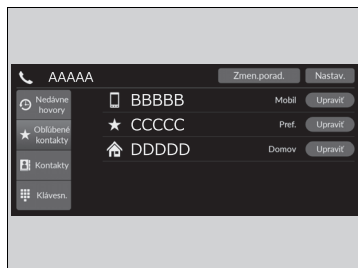 AAAAA Zmen.porad. Nastav.
Nedávne
hovory
Obľúbené
kontakty
Kontakty
Klávesn.
BBBBB Mobil Upraviť
CCCCC Pref. Upraviť
DDDDD Domov Upraviť